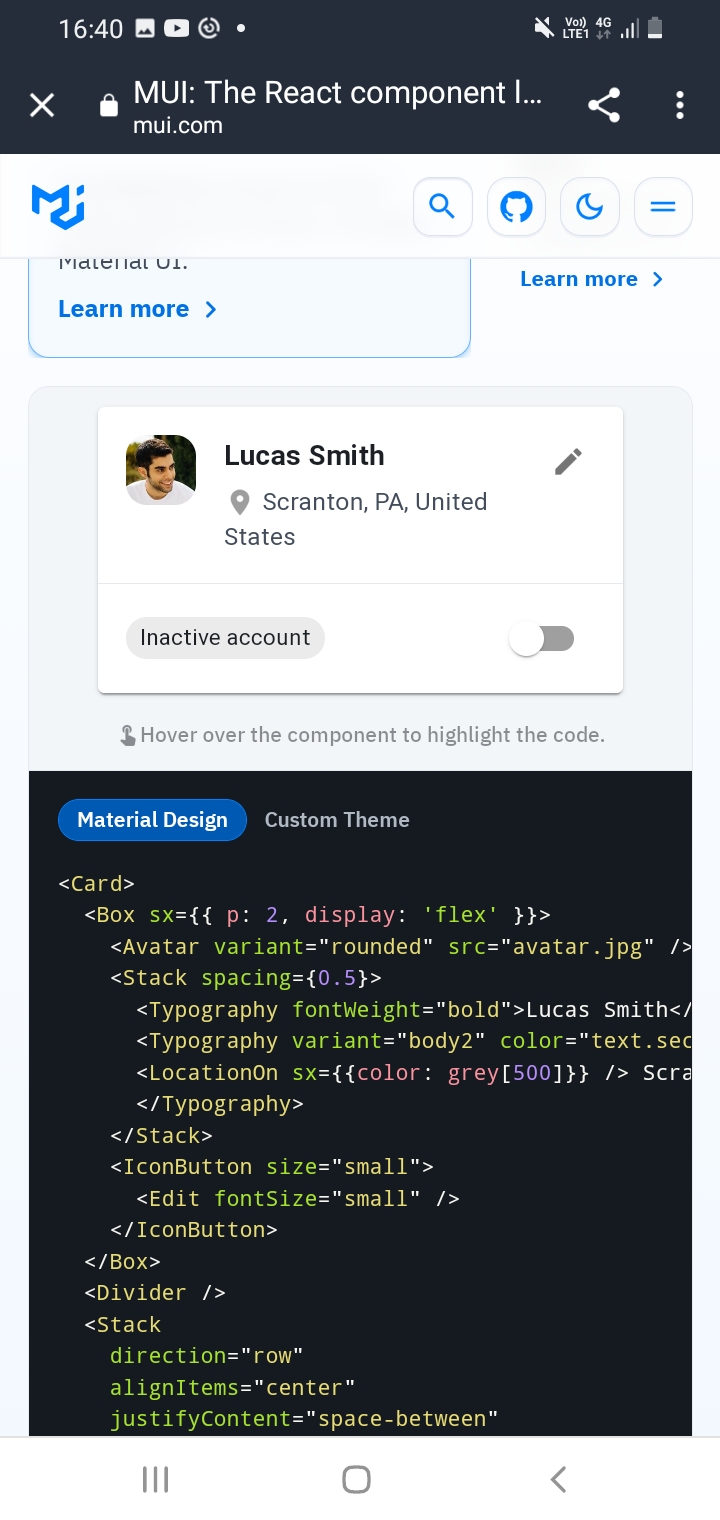 16:40
Vo)) 4G
LTE1
MUI: The React component l...
mui.com
Material UI.
Learn more
Learn more
Lucas Smith
Scranton, PA, United
States
Inactive account
Hover over the component to highlight the code.
Material Design Custom Theme
<Card>
<Box sx={{ p: 2, display: 'flex' }}>
<Avatar variant="rounded" src="avatar.jpg" />
<Stack spacing={0.5}>
<Typography fontWeight="bold">Lucas Smith</
<Typography variant="body2" color="text.sec
<LocationOn sx={{color: grey[500]}} /> Scra
</Typography>
</Stack>
<IconButton size="small">
<Edit fontSize="small" />
</IconButton>
</Box>
<Divider />
<Stack
direction="row"
alignItems="center"
justifyContent="space-between"